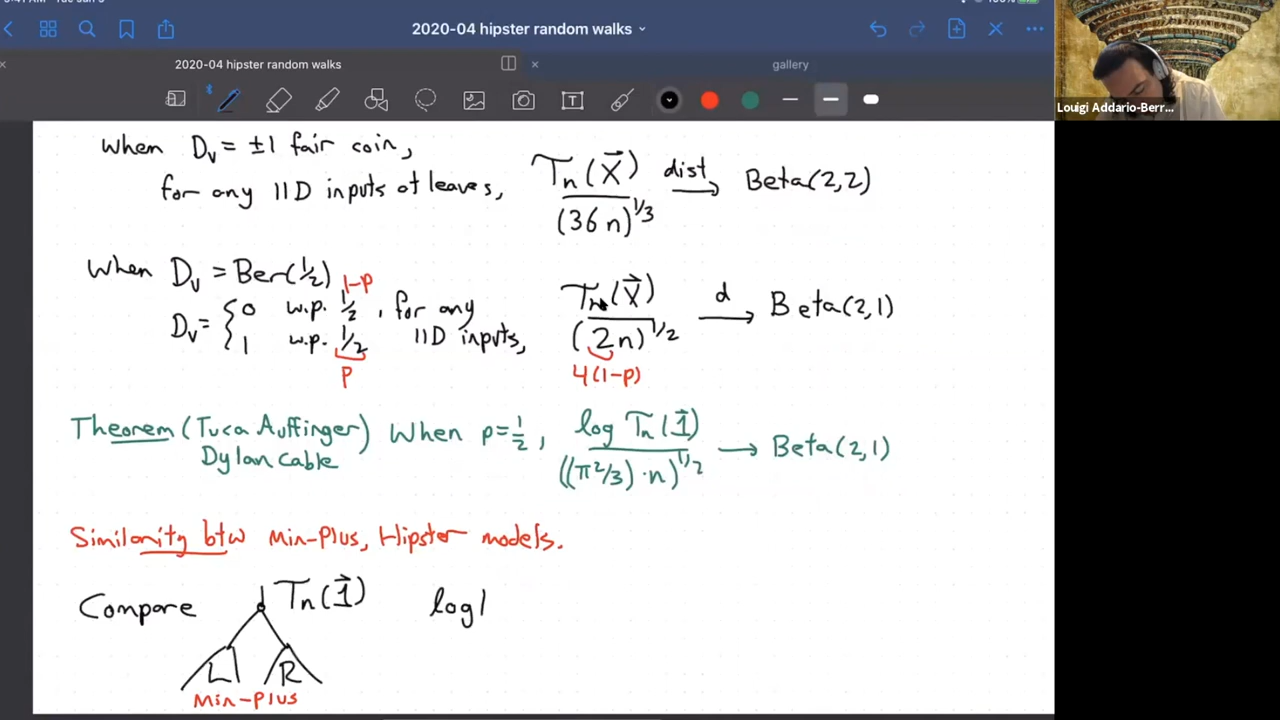 2020-04 hipster random walks
2020-04 hipster random walks
gallery
Louigi Addario-Berr...
when D_v = ±1 fair coin,
for any IID inputs at leaves, T_n(X⃗) / (36 n)^{1/3} dist → Beta(2,2)
When D_v = Ber(1/2)
D_v = { 0 w.p. 1/2 1-p , for any
1 w.p. 1/2 IID inputs, T_n(X⃗) / (2n)^{1/2} d → Beta(2,1)
p
4(1-p)
Theorem (Tuca Auffinger) When p=1/2, log T_n(1⃗) / ((π²/3)·n)^{1/2} → Beta(2,1)
Dylan Cable
Similarity btw Min-Plus, Hipster models.
Compare T_n(1⃗) log
L R
Min-Plus